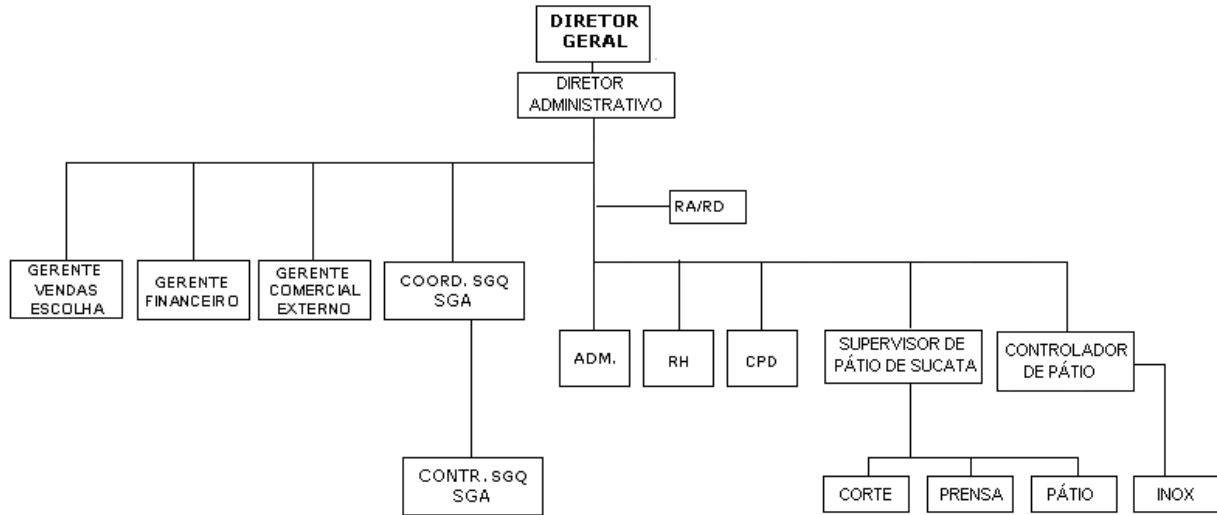 DIRETOR
GERAL
DIRETOR
ADMINISTRATIVO
RA/RD
GERENTE
VENDAS
ESCOLHA
GERENTE
FINANCEIRO
GERENTE
COMERCIAL
EXTERNO
COORD. SGQ
SGA
ADM.
RH
CPD
SUPERVISOR DE
PÁTIO DE SUCATA
CONTROLADOR
DE PÁTIO
CONTR. SGQ
SGA
CORTE
PRENSA
PÁTIO
INOX